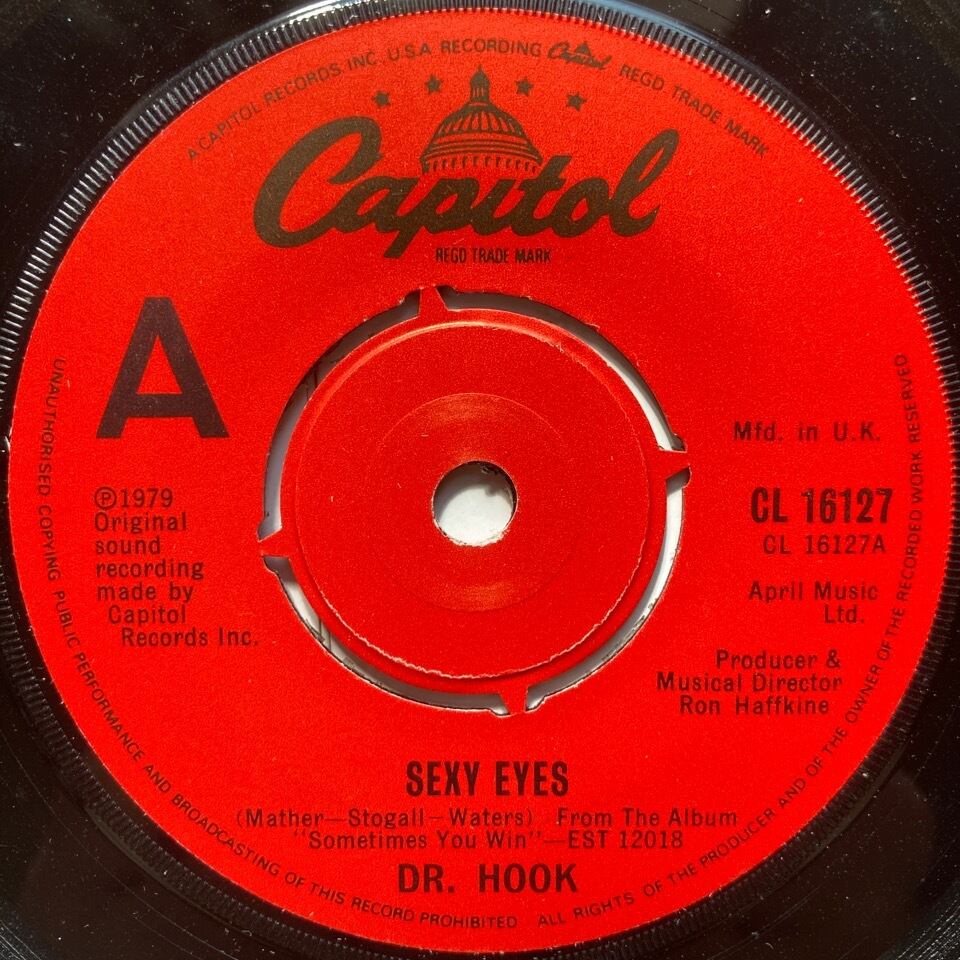 A CAPITOL RECORDS INC. U.S.A RECORDING Capitol REGD TRADE MARK
Capitol
REGD TRADE MARK
A
Mfd. in U.K.
℗1979
Original
sound
recording
made by
Capitol
Records Inc.
CL 16127
CL 16127A
April Music
Ltd.
Producer &
Musical Director
Ron Haffkine
SEXY EYES
(Mather—Stogall—Waters) From The Album
"Sometimes You Win"—EST 12018
DR. HOOK
UNAUTHORISED COPYING PUBLIC PERFORMANCE AND BROADCASTING OF THIS RECORD PROHIBITED ALL RIGHTS OF THE PRODUCER AND OF THE OWNER OF THE RECORDED WORK RESERVED